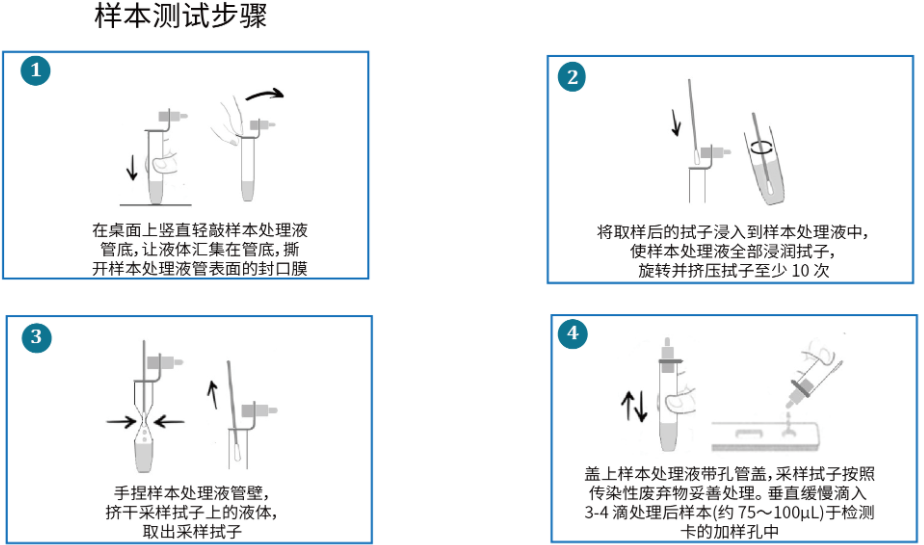 样本测试步骤
1
在桌面上竖直轻敲样本处理液
管底，让液体汇集在管底，撕
开样本处理液管表面的封口膜
2
将取样后的拭子浸入到样本处理液中，
使样本处理液全部浸润拭子，
旋转并挤压拭子至少 10 次
3
手捏样本处理液管壁，
挤干采样拭子上的液体，
取出采样拭子
4
盖上样本处理液带孔管盖，采样拭子按照
传染性废弃物妥善处理。垂直缓慢滴入
3-4 滴处理后样本(约 75～100μL)于检测
卡的加样孔中